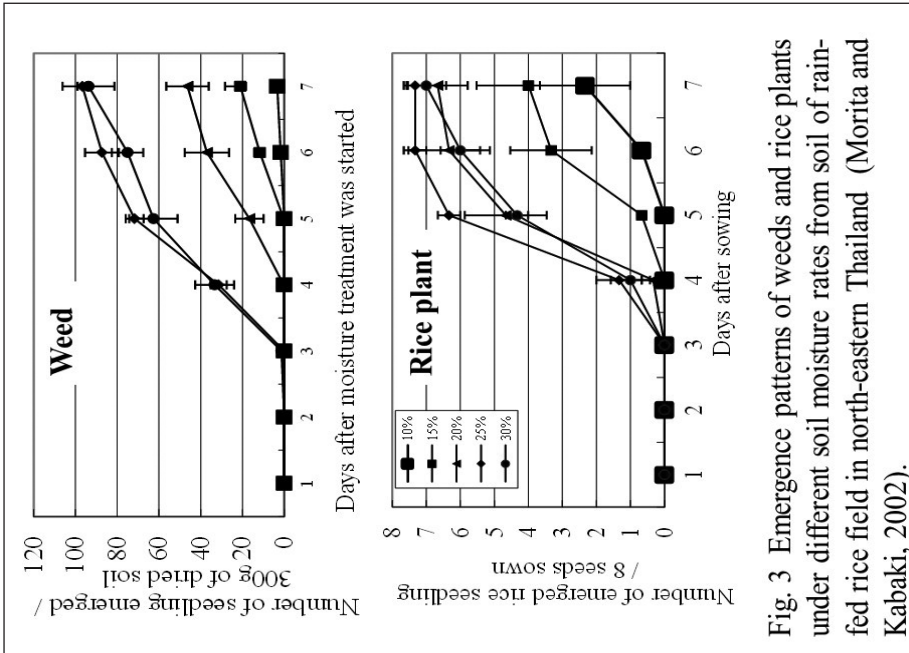 Weed
Number of seedling emerged /
300g of dried soil
120
100
80
60
40
20
0
1 2 3 4 5 6 7
Days after moisture treatment was started
Rice plant
10%
15%
20%
25%
30%
Number of emerged rice seedling
/8 seeds sown
8
7
6
5
4
3
2
1
0
1 2 3 4 5 6 7
Days after sowing
Fig. 3 Emergence patterns of weeds and rice plants
under different soil moisture rates from soil of rain-
fed rice field in north-eastern Thailand (Morita and
Kabaki, 2002).